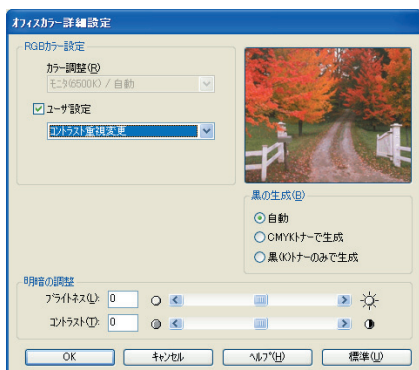 オフィスカラー詳細設定
RGBカラー設定
カラー調整(R)
モニタ(6500K) / 自動
ユーザ設定
コントラスト重視変更
黒の生成(B)
自動
CMYKトナーで生成
黒(K)トナーのみで生成
明暗の調整
ブライトネス(L): 0
コントラスト(T): 0
OK キャンセル ヘルプ(H) 標準(U)